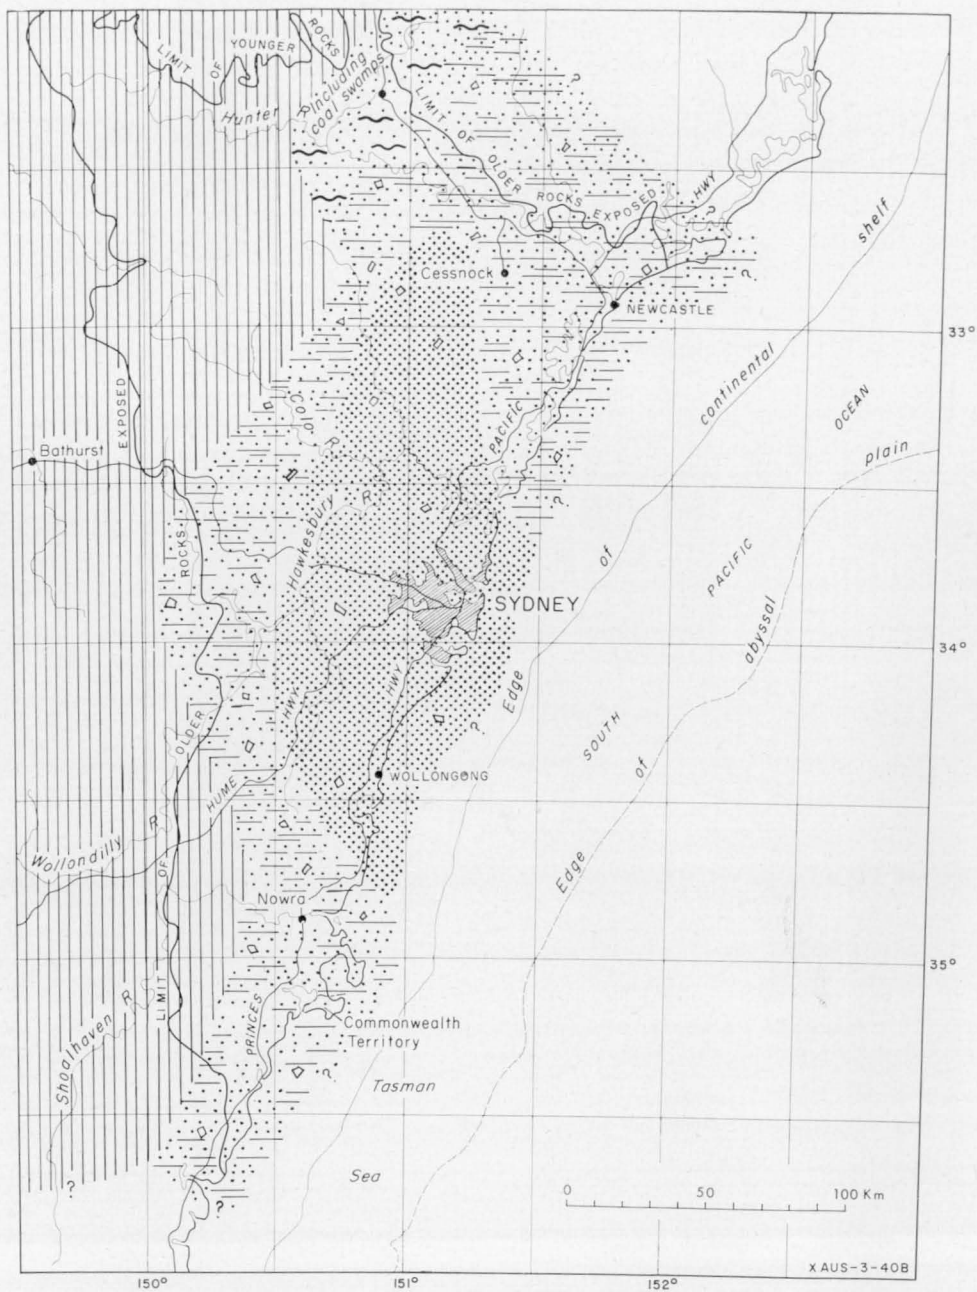 LIMIT OF YOUNGER ROCKS
Hunter R
Including
coal swamps
LIMIT OF OLDER ROCKS EXPOSED
HWY
?
?
shelf
Cessnock
?
NEWCASTLE
33°
continental
OCEAN
EXPOSED
Colo R
PACIFIC
plain
Bathurst
?
Hawkesbury R
ROCKS
of
PACIFIC
SYDNEY
abyssal
34°
HWY
HWY
Edge
?
OLDER
SOUTH
of
WOLLONGONG
HUME
Wollondilly R
OF
Edge
Nowra
35°
LIMIT
Shoalhaven R
PRINCES
Commonwealth
Territory
?
Tasman
Sea
?
?
0 50 100 Km
X AUS-3-40B
150° 151° 152°